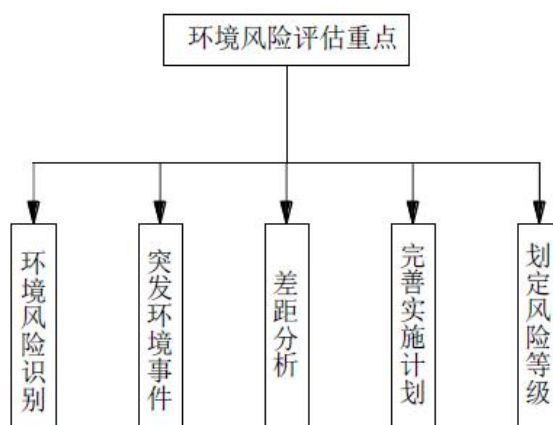 环境风险评估重点
环境风险识别
突发环境事件
差距分析
完善实施计划
划定风险等级